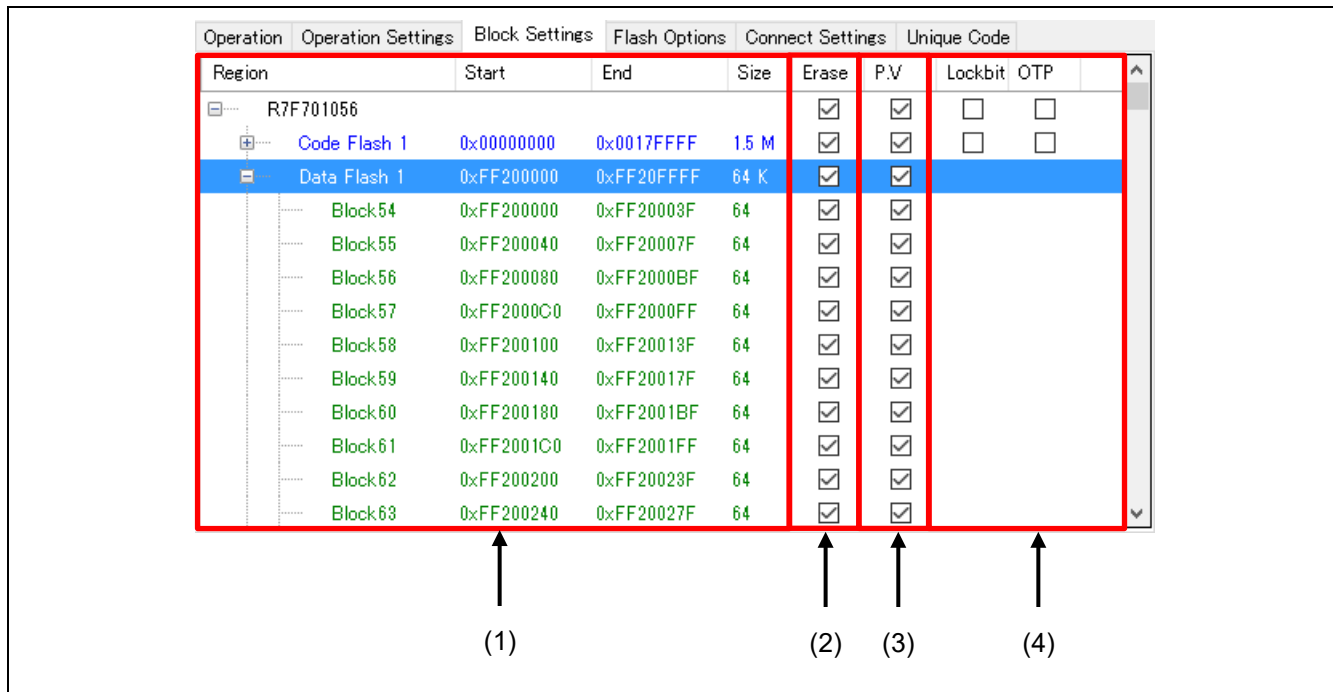 Operation Operation Settings Block Settings Flash Options Connect Settings Unique Code
Region Start End Size Erase P.V Lockbit OTP
R7F701056
Code Flash 1 0x00000000 0x0017FFFF 1.5 M
Data Flash 1 0xFF200000 0xFF20FFFF 64 K
Block54 0xFF200000 0xFF20003F 64
Block55 0xFF200040 0xFF20007F 64
Block56 0xFF200080 0xFF2000BF 64
Block57 0xFF2000C0 0xFF2000FF 64
Block58 0xFF200100 0xFF20013F 64
Block59 0xFF200140 0xFF20017F 64
Block60 0xFF200180 0xFF2001BF 64
Block61 0xFF2001C0 0xFF2001FF 64
Block62 0xFF200200 0xFF20023F 64
Block63 0xFF200240 0xFF20027F 64
(1) (2) (3) (4)